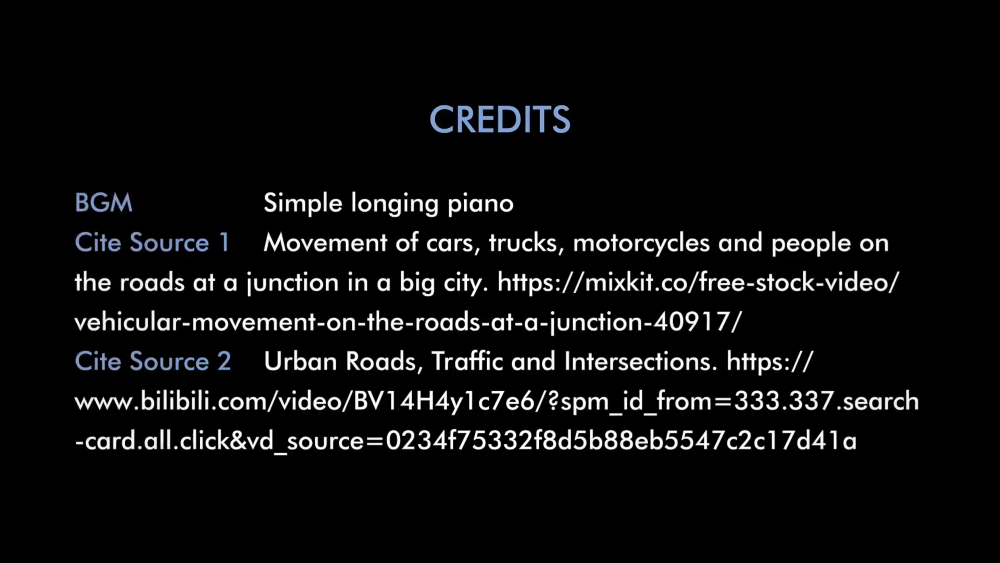 CREDITS
BGM Simple longing piano
Cite Source 1 Movement of cars, trucks, motorcycles and people on
the roads at a junction in a big city. https://mixkit.co/free-stock-video/
vehicular-movement-on-the-roads-at-a-junction-40917/
Cite Source 2 Urban Roads, Traffic and Intersections. https://
www.bilibili.com/video/BV14H4y1c7e6/?spm_id_from=333.337.search
-card.all.click&vd_source=0234f75332f8d5b88eb5547c2c17d41a